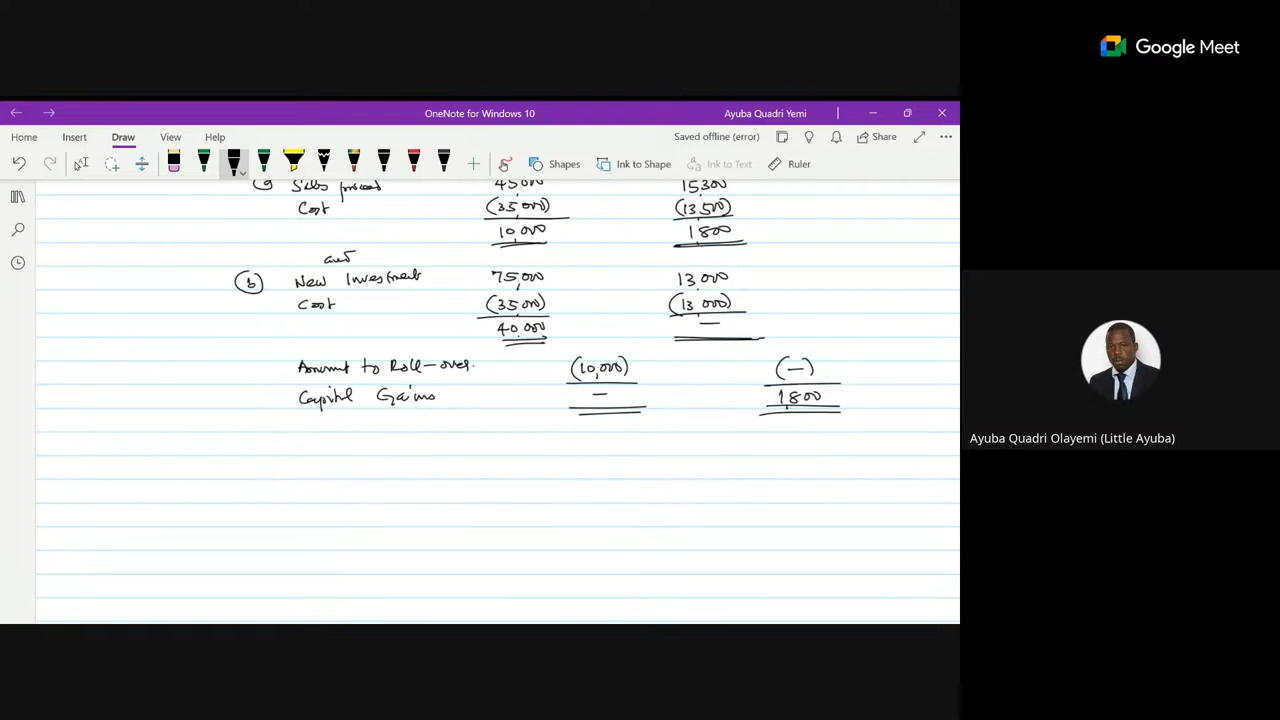 Google Meet
OneNote for Windows 10
Ayuba Quadri Yemi
Home Insert Draw View Help
Saved offline (error)
Share
Shapes
Ink to Shape
Ink to Text
Ruler
Sales proceed 45,000 15,300
Cost (35,000) (13,500)
10,000 1,800
and
b New Investment 75,000 13,000
Cost (35,000) (13,000)
40,000 —
Amount to Roll-over. (10,000) (—)
Capital Gains — 1,800
Ayuba Quadri Olayemi (Little Ayuba)